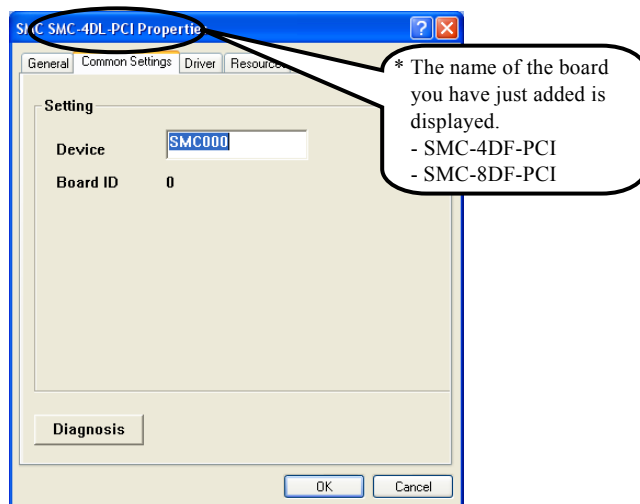 SMC SMC-4DL-PCI Properties
General Common Settings Driver Resources
* The name of the board
you have just added is
displayed.
- SMC-4DF-PCI
- SMC-8DF-PCI
Setting
Device SMC000
Board ID 0
Diagnosis
OK Cancel